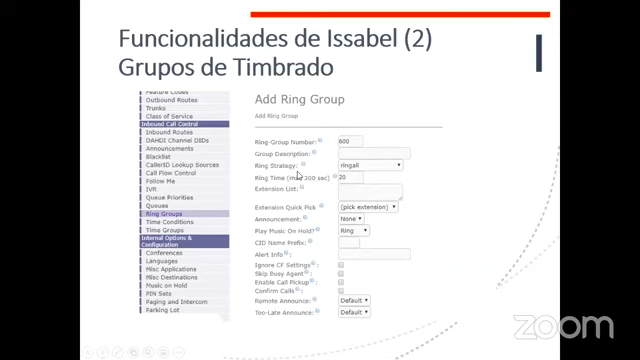 Funcionalidades de Issabel (2)
Grupos de Timbrado
Feature Codes
Outbound Routes
Trunks
Class of Service
Inbound Call Control
Inbound Routes
DAHDI Channel DIDs
Announcements
Blacklist
CallerID Lookup Sources
Call Flow Control
Follow Me
IVR
Queue Priorities
Queues
Ring Groups
Time Conditions
Time Groups
Internal Options &
Configuration
Conferences
Languages
Misc Applications
Misc Destinations
Music on Hold
PIN Sets
Paging and Intercom
Parking Lot
Add Ring Group
Add Ring Group
Ring-Group Number: 600
Group Description:
Ring Strategy: ringall
Ring Time (max 300 sec) 20
Extension List:
Extension Quick Pick (pick extension)
Announcement: None
Play Music On Hold? Ring
CID Name Prefix:
Alert Info:
Ignore CF Settings:
Skip Busy Agent:
Enable Call Pickup:
Confirm Calls:
Remote Announce: Default
Too-Late Announce: Default
zoom